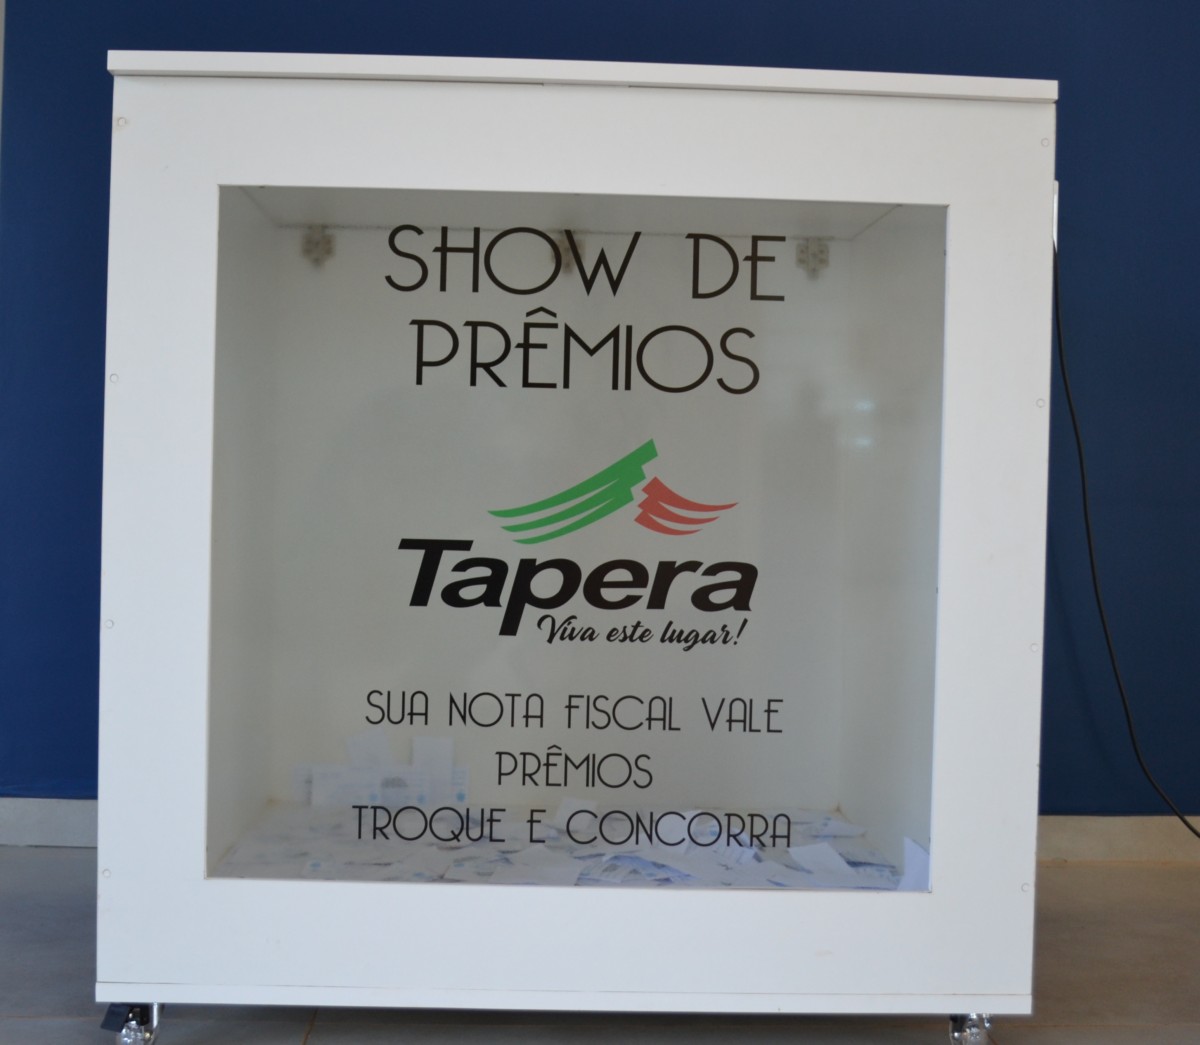 SHOW DE
PRÊMIOS
Tapera
Viva este lugar!
SUA NOTA FISCAL VALE
PRÊMIOS
TROQUE E CONCORRA